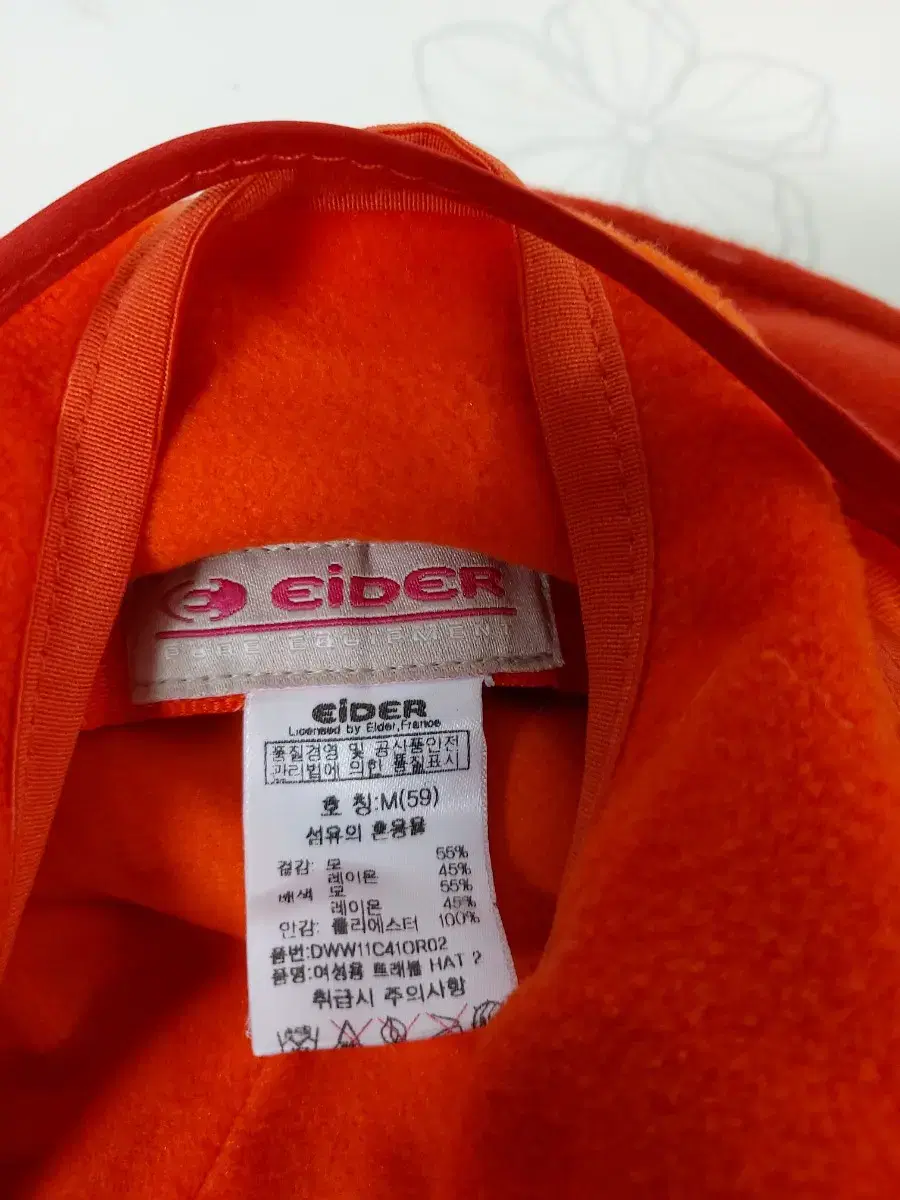 EiDER
PURE EQUIPMENT
EiDER
Licensed by Eider,France
품질경영 및 공산품안전
관리법에 의한 품질표시
호 칭:M(59)
섬유의 혼용율
겉감: 모 55%
레이온 45%
배색 모 55%
레이온 45%
안감: 폴리에스터 100%
품번:DWW11C41OR02
품명:여성용 트래블 HAT 2
취급시 주의사항